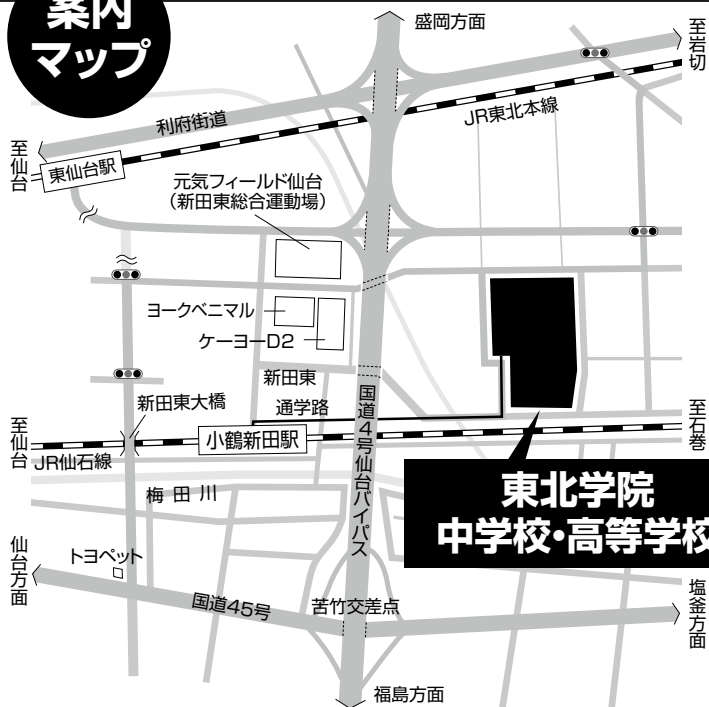 案内
マップ
盛岡方面
至岩切
利府街道
JR東北本線
至仙台
東仙台駅
元気フィールド仙台
（新田東総合運動場）
ヨークベニマル
ケーヨーD2
新田東
新田東大橋
通学路
国道4号仙台バイパス
至仙台
小鶴新田駅
至石巻
JR仙石線
梅田川
東北学院
中学校・高等学校
仙台方面
トヨペット
国道45号
苦竹交差点
塩釜方面
福島方面